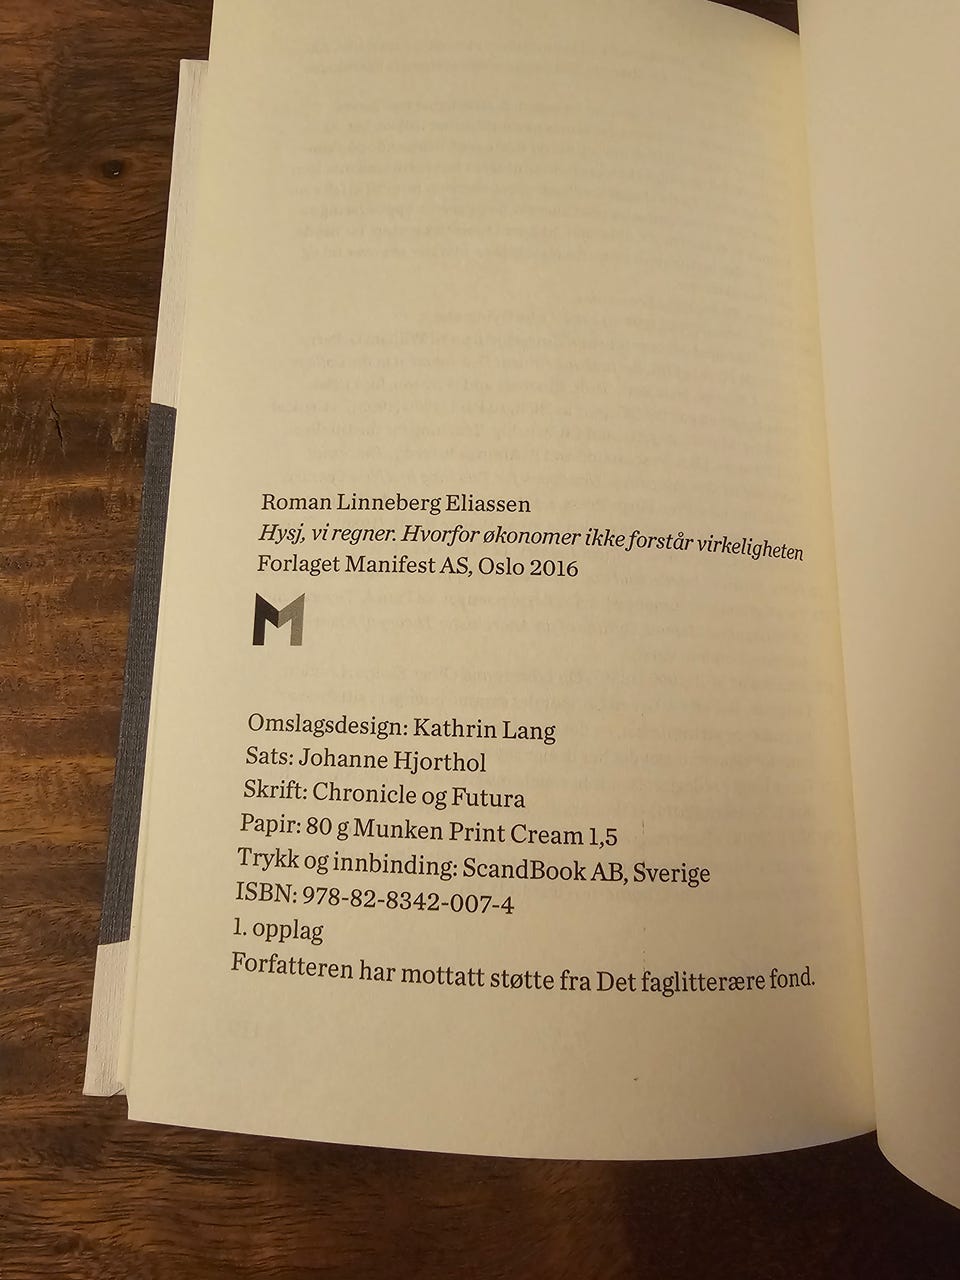 Roman Linneberg Eliassen
Hysj, vi regner. Hvorfor økonomer ikke forstår virkeligheten
Forlaget Manifest AS, Oslo 2016
M
Omslagsdesign: Kathrin Lang
Sats: Johanne Hjorthol
Skrift: Chronicle og Futura
Papir: 80 g Munken Print Cream 1,5
Trykk og innbinding: ScandBook AB, Sverige
ISBN: 978-82-8342-007-4
1. opplag
Forfatteren har mottatt støtte fra Det faglitterære fond.